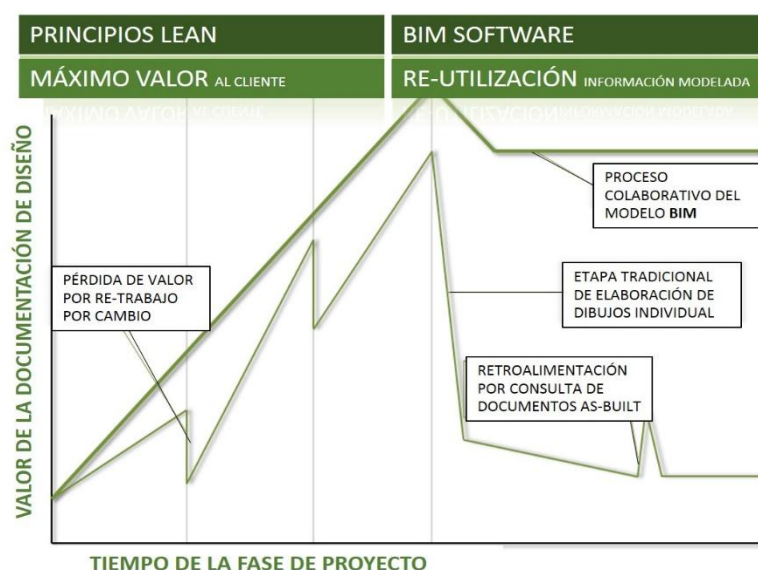 PRINCIPIOS LEAN
BIM SOFTWARE
MÁXIMO VALOR AL CLIENTE
RE-UTILIZACIÓN INFORMACIÓN MODELADA
VALOR DE LA DOCUMENTACIÓN DE DISEÑO
PROCESO
COLABORATIVO DEL
MODELO BIM
PÉRDIDA DE VALOR
POR RE-TRABAJO
POR CAMBIO
ETAPA TRADICIONAL
DE ELABORACIÓN DE
DIBUJOS INDIVIDUAL
RETROALIMENTACIÓN
POR CONSULTA DE
DOCUMENTOS AS-BUILT
TIEMPO DE LA FASE DE PROYECTO